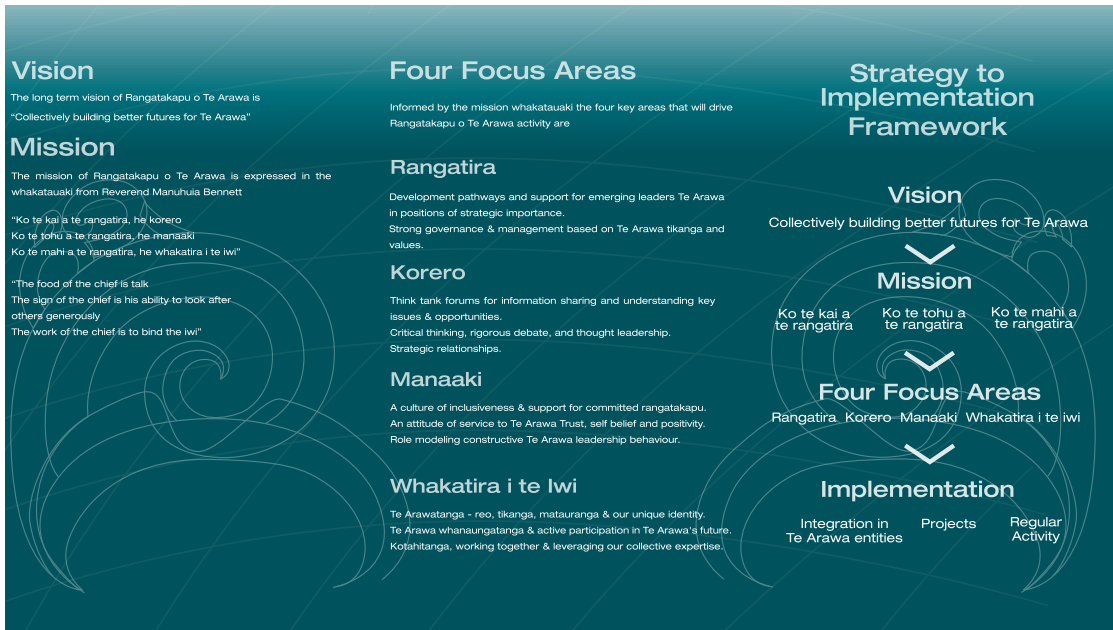 Vision
The long term vision of Rangatakapu o Te Arawa is
“Collectively building better futures for Te Arawa”
Mission
The mission of Rangatakapu o Te Arawa is expressed in the
whakatauaki from Reverend Manuhuia Bennett
“Ko te kai a te rangatira, he korero
Ko te tohu a te rangatira, he manaaki
Ko te mahi a te rangatira, he whakatira i te iwi”
“The food of the chief is talk
The sign of the chief is his ability to look after
others generously
The work of the chief is to bind the iwi”
Four Focus Areas
Informed by the mission whakatauaki the four key areas that will drive
Rangatakapu o Te Arawa activity are
Rangatira
Development pathways and support for emerging leaders Te Arawa
in positions of strategic importance.
Strong governance & management based on Te Arawa tikanga and
values.
Korero
Think tank forums for information sharing and understanding key
issues & opportunities.
Critical thinking, rigorous debate, and thought leadership.
Strategic relationships.
Manaaki
A culture of inclusiveness & support for committed rangatakapu.
An attitude of service to Te Arawa Trust, self belief and positivity.
Role modeling constructive Te Arawa leadership behaviour.
Whakatira i te Iwi
Te Arawatanga - reo, tikanga, matauranga & our unique identity.
Te Arawa whanaungatanga & active participation in Te Arawa's future.
Kotahitanga, working together & leveraging our collective expertise.
Strategy to
Implementation
Framework
Vision
Collectively building better futures for Te Arawa
Mission
Ko te kai a
te rangatira
Ko te tohu a
te rangatira
Ko te mahi a
te rangatira
Four Focus Areas
Rangatira Korero Manaaki Whakatira i te iwi
Implementation
Integration in
Te Arawa entities
Projects
Regular
Activity